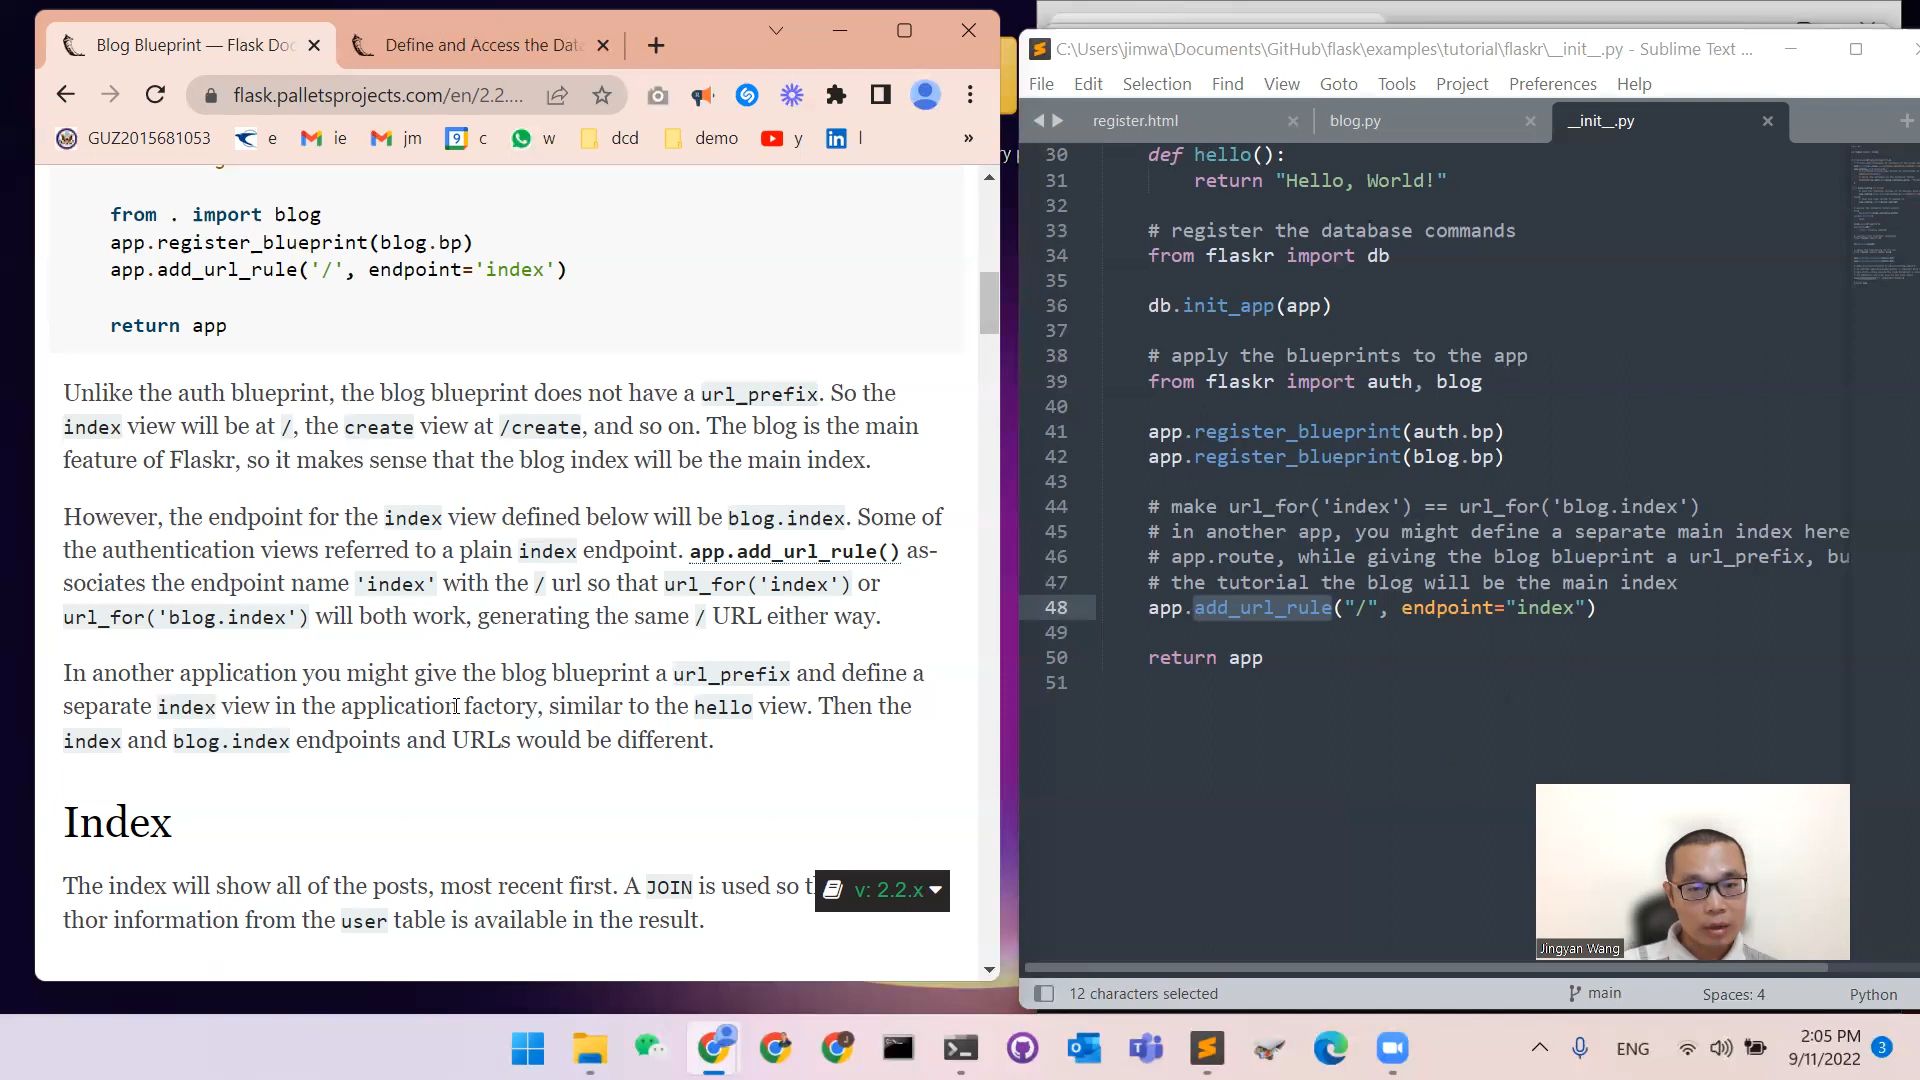 Blog Blueprint — Flask Doc
Define and Access the Data
flask.palletsprojects.com/en/2.2....
GUZ2015681053
e
ie
jm
9
c
w
dcd
demo
y
l
»
from . import blog
app.register_blueprint(blog.bp)
app.add_url_rule('/', endpoint='index')
return app
Unlike the auth blueprint, the blog blueprint does not have a url_prefix. So the
index view will be at /, the create view at /create, and so on. The blog is the main
feature of Flaskr, so it makes sense that the blog index will be the main index.
However, the endpoint for the index view defined below will be blog.index. Some of
the authentication views referred to a plain index endpoint. app.add_url_rule() as-
sociates the endpoint name 'index' with the / url so that url_for('index') or
url_for('blog.index') will both work, generating the same / URL either way.
In another application you might give the blog blueprint a url_prefix and define a
separate index view in the application factory, similar to the hello view. Then the
index and blog.index endpoints and URLs would be different.
Index
The index will show all of the posts, most recent first. A JOIN is used so t
thor information from the user table is available in the result.
v: 2.2.x
C:\Users\jimwa\Documents\GitHub\flask\examples\tutorial\flaskr\__init__.py - Sublime Text ...
File Edit Selection Find View Goto Tools Project Preferences Help
register.html
blog.py
__init__.py
30 def hello():
31 return "Hello, World!"
32
33 # register the database commands
34 from flaskr import db
35
36 db.init_app(app)
37
38 # apply the blueprints to the app
39 from flaskr import auth, blog
40
41 app.register_blueprint(auth.bp)
42 app.register_blueprint(blog.bp)
43
44 # make url_for('index') == url_for('blog.index')
45 # in another app, you might define a separate main index here
46 # app.route, while giving the blog blueprint a url_prefix, bu
47 # the tutorial the blog will be the main index
48 app.add_url_rule("/", endpoint="index")
49
50 return app
51
Jingyan Wang
12 characters selected
main
Spaces: 4
Python
ENG
2:05 PM
9/11/2022
3